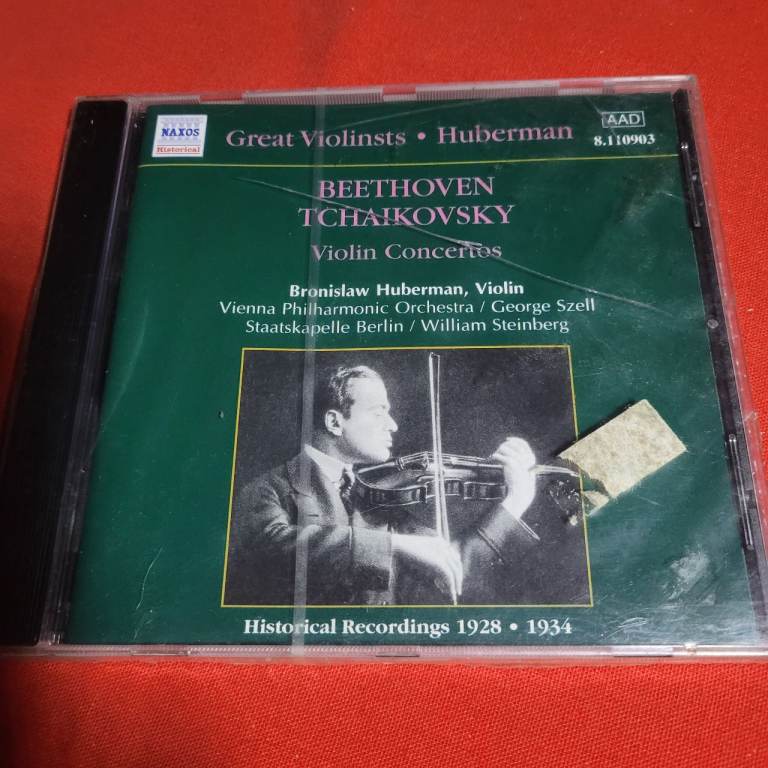 NAXOS
Historical
Great Violinsts • Huberman
AAD
8.110903
BEETHOVEN
TCHAIKOVSKY
Violin Concertos
Bronislaw Huberman, Violin
Vienna Philharmonic Orchestra / George Szell
Staatskapelle Berlin / William Steinberg
Historical Recordings 1928 • 1934